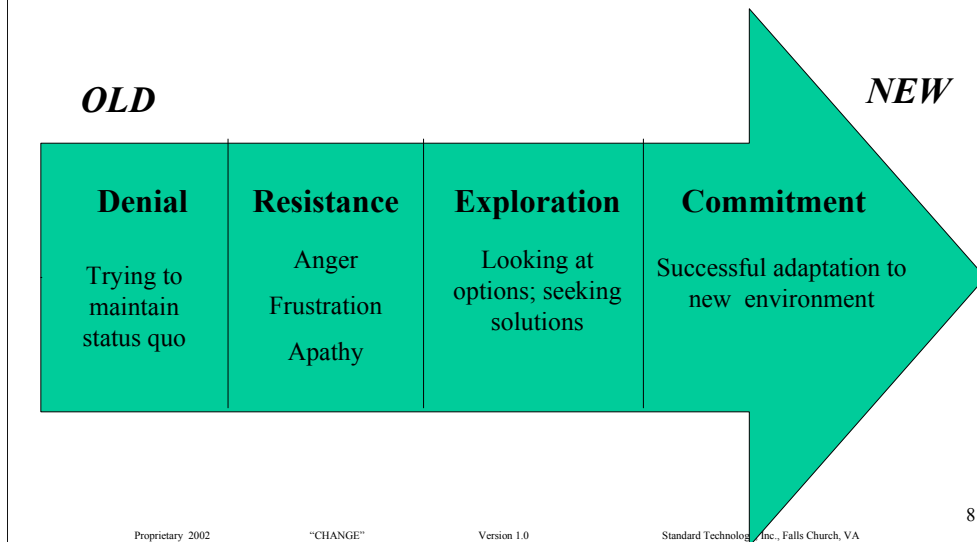 OLD
NEW
Denial
Trying to
maintain
status quo
Resistance
Anger
Frustration
Apathy
Exploration
Looking at
options; seeking
solutions
Commitment
Successful adaptation to
new environment
8
Proprietary 2002 “CHANGE” Version 1.0 Standard Technology, Inc., Falls Church, VA